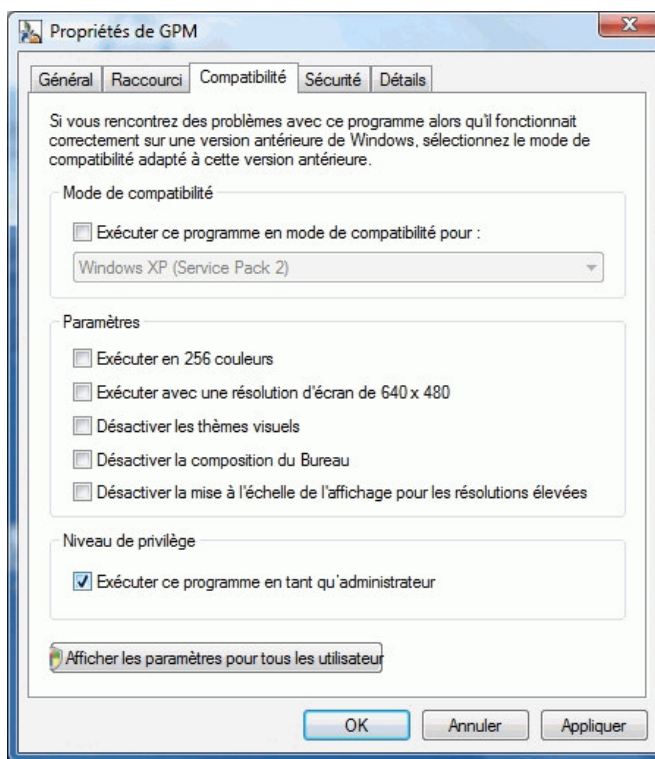 Propriétés de GPM
Général Raccourci Compatibilité Sécurité Détails
Si vous rencontrez des problèmes avec ce programme alors qu'il fonctionnait
correctement sur une version antérieure de Windows, sélectionnez le mode de
compatibilité adapté à cette version antérieure.
Mode de compatibilité
Exécuter ce programme en mode de compatibilité pour :
Windows XP (Service Pack 2)
Paramètres
Exécuter en 256 couleurs
Exécuter avec une résolution d'écran de 640 x 480
Désactiver les thèmes visuels
Désactiver la composition du Bureau
Désactiver la mise à l'échelle de l'affichage pour les résolutions élevées
Niveau de privilège
Exécuter ce programme en tant qu'administrateur
Afficher les paramètres pour tous les utilisateur
OK Annuler Appliquer